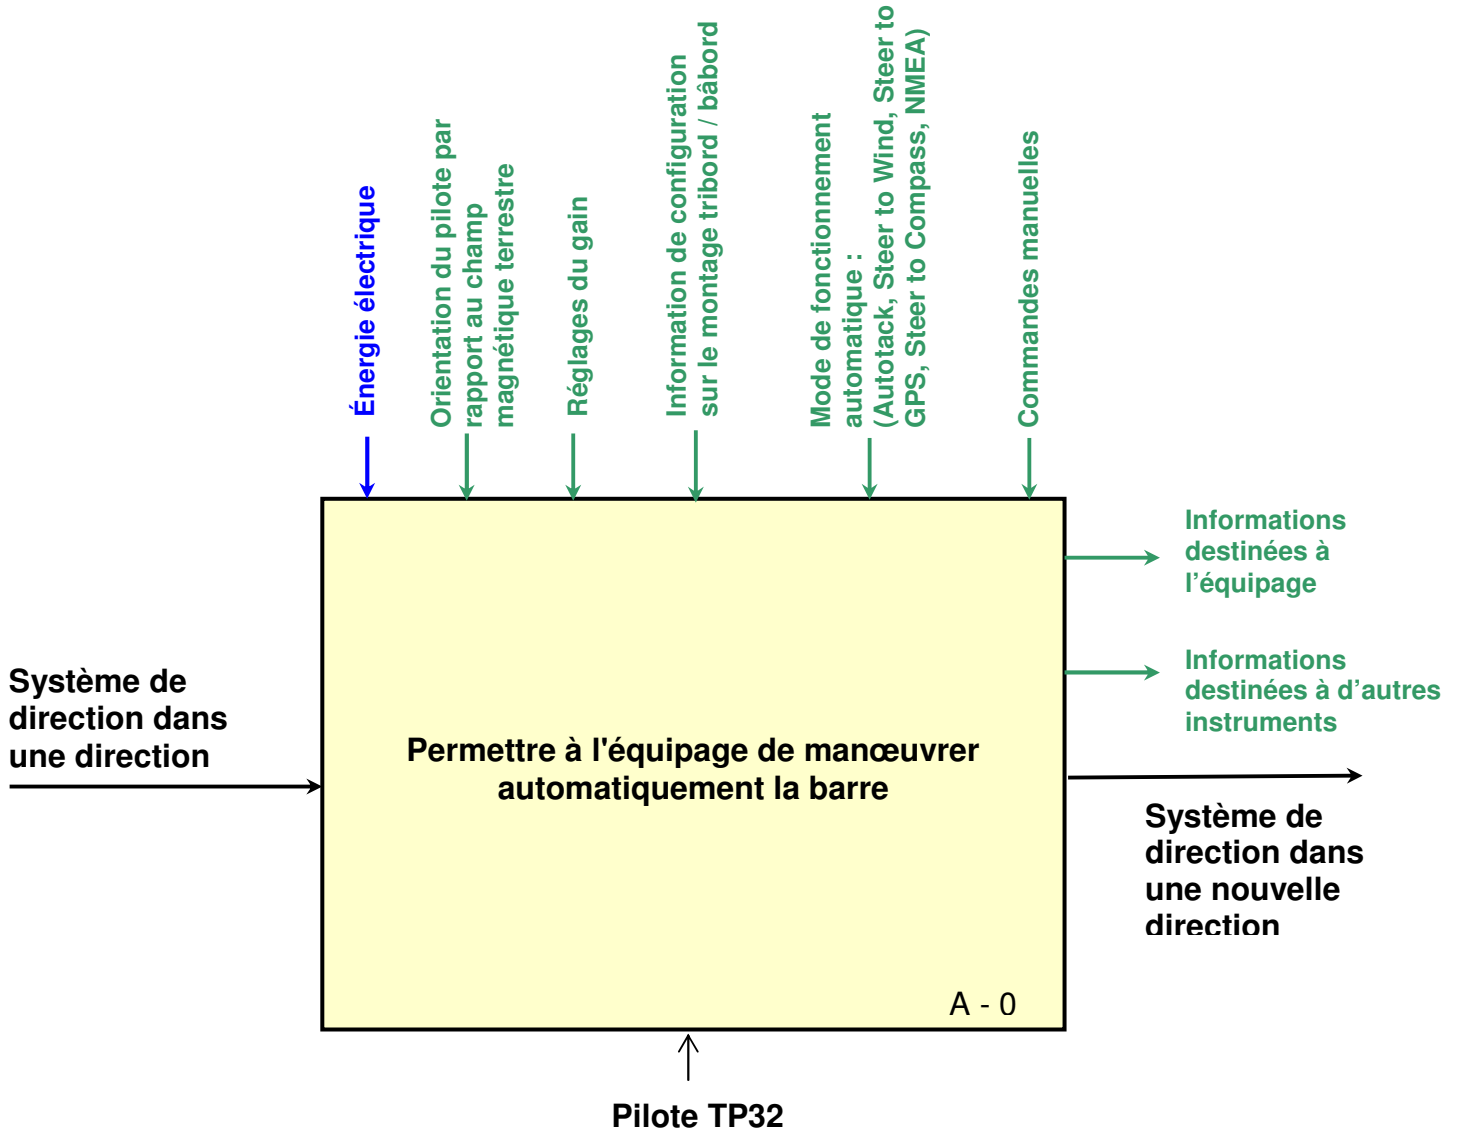 Énergie électrique
Orientation du pilote par
rapport au champ
magnétique terrestre
Réglages du gain
Information de configuration
sur le montage tribord / bâbord
Mode de fonctionnement
automatique :
(Autotack, Steer to Wind, Steer to
GPS, Steer to Compass, NMEA)
Commandes manuelles
Informations
destinées à
l’équipage
Informations
destinées à d’autres
instruments
Système de
direction dans
une direction
Permettre à l'équipage de manœuvrer
automatiquement la barre
Système de
direction dans
une nouvelle
direction
A - 0
Pilote TP32